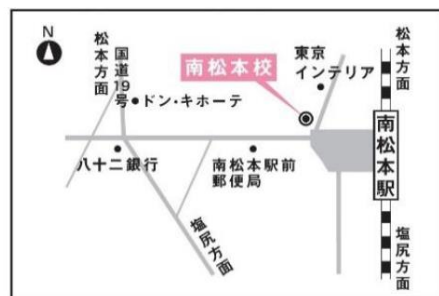 N
松本方面
国道19号
ドン・キホーテ
南松本校
東京
インテリア
松本方面
八十二銀行
南松本駅前
郵便局
南松本駅
塩尻方面
塩尻方面